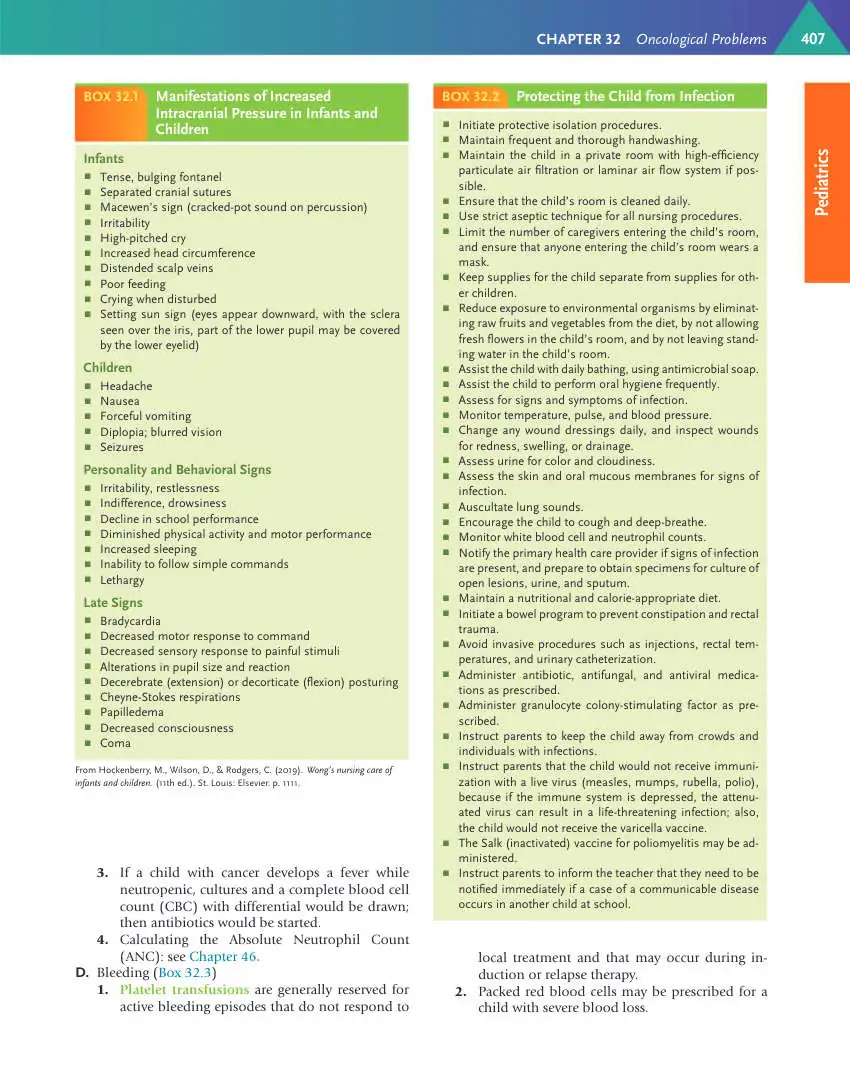 CHAPTER 32 Oncological Problems 407
BOX 32.1 Manifestations of Increased
Intracranial Pressure in Infants and
Children
Infants
■ Tense, bulging fontanel
■ Separated cranial sutures
■ Macewen's sign (cracked-pot sound on percussion)
■ Irritability
■ High-pitched cry
■ Increased head circumference
■ Distended scalp veins
■ Poor feeding
■ Crying when disturbed
■ Setting sun sign (eyes appear downward, with the sclera
seen over the iris, part of the lower pupil may be covered
by the lower eyelid)
Children
■ Headache
■ Nausea
■ Forceful vomiting
■ Diplopia; blurred vision
■ Seizures
Personality and Behavioral Signs
■ Irritability, restlessness
■ Indifference, drowsiness
■ Decline in school performance
■ Diminished physical activity and motor performance
■ Increased sleeping
■ Inability to follow simple commands
■ Lethargy
Late Signs
■ Bradycardia
■ Decreased motor response to command
■ Decreased sensory response to painful stimuli
■ Alterations in pupil size and reaction
■ Decerebrate (extension) or decorticate (flexion) posturing
■ Cheyne-Stokes respirations
■ Papilledema
■ Decreased consciousness
■ Coma
From Hockenberry, M., Wilson, D., & Rodgers, C. (2019). Wong's nursing care of
infants and children. (11th ed.). St. Louis: Elsevier. p. 1111.
3. If a child with cancer develops a fever while
neutropenic, cultures and a complete blood cell
count (CBC) with differential would be drawn;
then antibiotics would be started.
4. Calculating the Absolute Neutrophil Count
(ANC): see Chapter 46.
D. Bleeding (Box 32.3)
1. Platelet transfusions are generally reserved for
active bleeding episodes that do not respond to
BOX 32.2 Protecting the Child from Infection
■ Initiate protective isolation procedures.
■ Maintain frequent and thorough handwashing.
■ Maintain the child in a private room with high-efficiency
particulate air filtration or laminar air flow system if pos-
sible.
■ Ensure that the child's room is cleaned daily.
■ Use strict aseptic technique for all nursing procedures.
■ Limit the number of caregivers entering the child's room,
and ensure that anyone entering the child's room wears a
mask.
■ Keep supplies for the child separate from supplies for oth-
er children.
■ Reduce exposure to environmental organisms by eliminat-
ing raw fruits and vegetables from the diet, by not allowing
fresh flowers in the child's room, and by not leaving stand-
ing water in the child's room.
■ Assist the child with daily bathing, using antimicrobial soap.
■ Assist the child to perform oral hygiene frequently.
■ Assess for signs and symptoms of infection.
■ Monitor temperature, pulse, and blood pressure.
■ Change any wound dressings daily, and inspect wounds
for redness, swelling, or drainage.
■ Assess urine for color and cloudiness.
■ Assess the skin and oral mucous membranes for signs of
infection.
■ Auscultate lung sounds.
■ Encourage the child to cough and deep-breathe.
■ Monitor white blood cell and neutrophil counts.
■ Notify the primary health care provider if signs of infection
are present, and prepare to obtain specimens for culture of
open lesions, urine, and sputum.
■ Maintain a nutritional and calorie-appropriate diet.
■ Initiate a bowel program to prevent constipation and rectal
trauma.
■ Avoid invasive procedures such as injections, rectal tem-
peratures, and urinary catheterization.
■ Administer antibiotic, antifungal, and antiviral medica-
tions as prescribed.
■ Administer granulocyte colony-stimulating factor as pre-
scribed.
■ Instruct parents to keep the child away from crowds and
individuals with infections.
■ Instruct parents that the child would not receive immuni-
zation with a live virus (measles, mumps, rubella, polio),
because if the immune system is depressed, the attenu-
ated virus can result in a life-threatening infection; also,
the child would not receive the varicella vaccine.
■ The Salk (inactivated) vaccine for poliomyelitis may be ad-
ministered.
■ Instruct parents to inform the teacher that they need to be
notified immediately if a case of a communicable disease
occurs in another child at school.
local treatment and that may occur during in-
duction or relapse therapy.
2. Packed red blood cells may be prescribed for a
child with severe blood loss.
Pediatrics